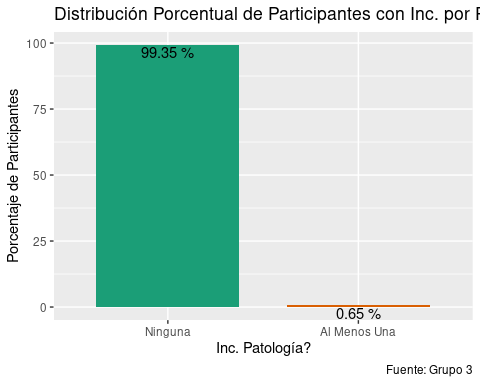 Distribución Porcentual de Participantes con Inc. por
100
99.35 %
75
50
25
0
0.65 %
Porcentaje de Participantes
Ninguna
Al Menos Una
Inc. Patología?
Fuente: Grupo 3